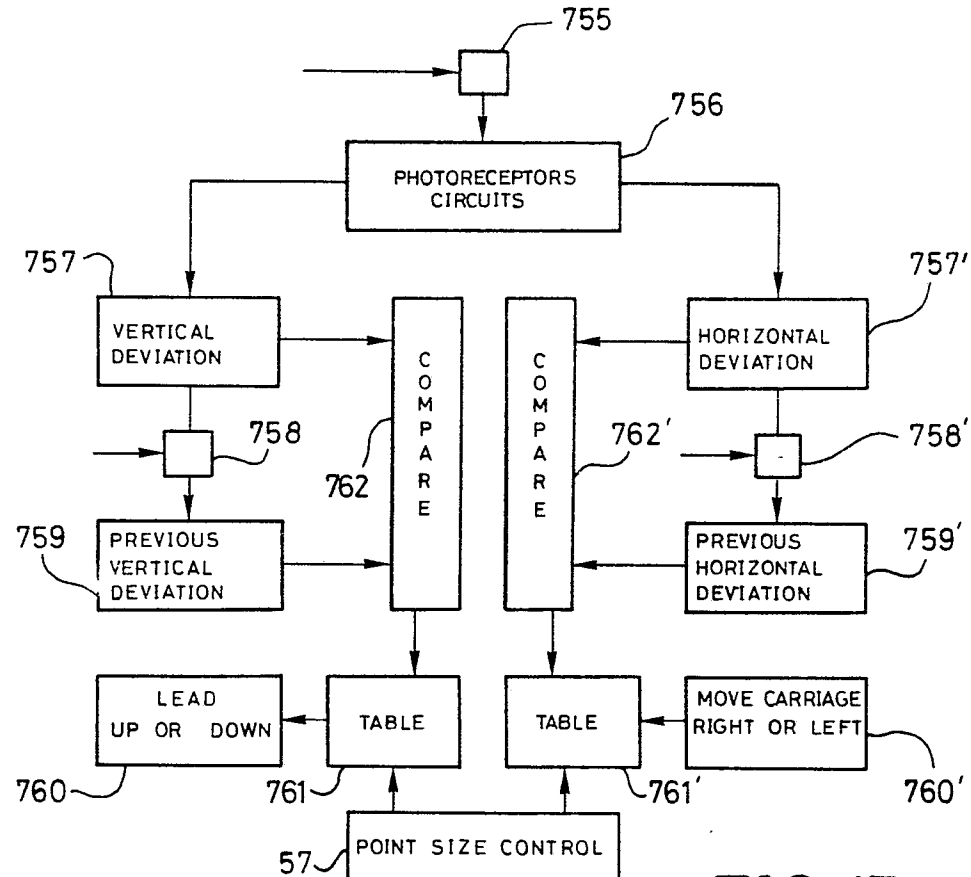 755
756
PHOTORECEPTORS
CIRCUITS
757
757'
VERTICAL
DEVIATION
COMPARE
COMPARE
HORIZONTAL
DEVIATION
758
762
762'
758'
759
PREVIOUS
VERTICAL
DEVIATION
PREVIOUS
HORIZONTAL
DEVIATION
759'
LEAD
UP OR DOWN
TABLE
TABLE
MOVE CARRIAGE
RIGHT OR LEFT
760
761
761'
760'
POINT SIZE CONTROL
57